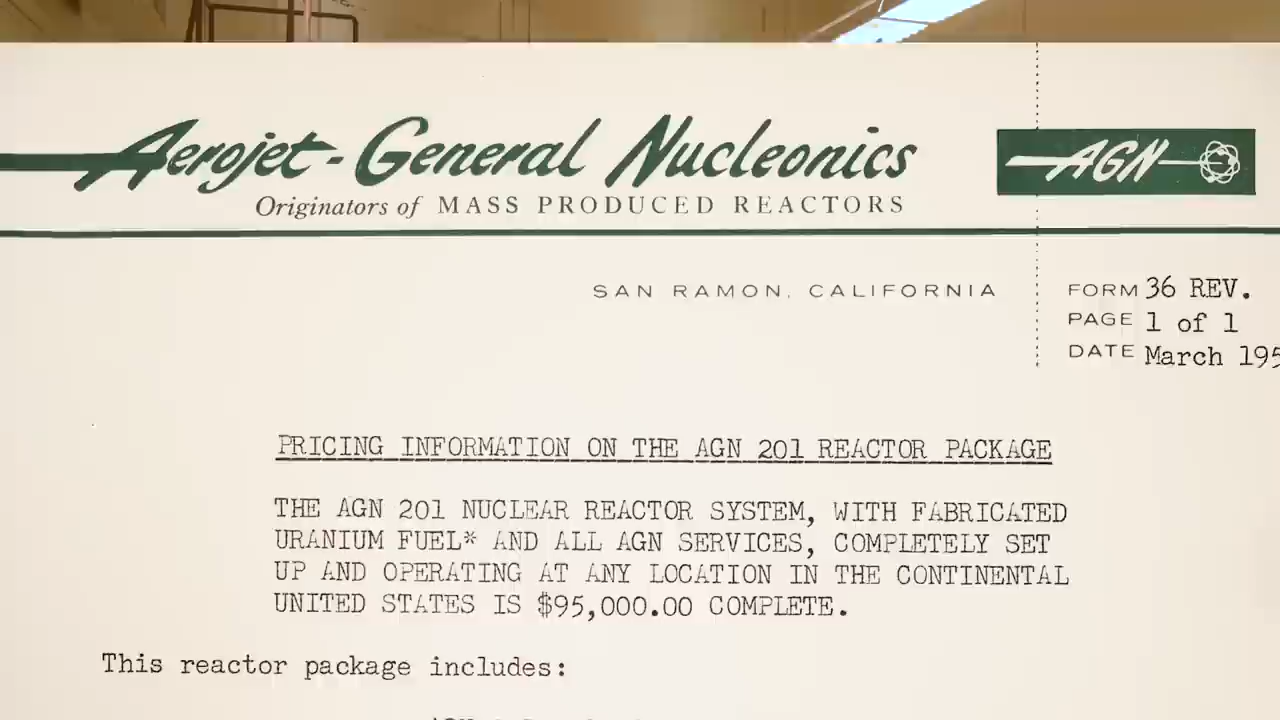 Aerojet-General Nucleonics
AGN
Originators of MASS PRODUCED REACTORS
SAN RAMON, CALIFORNIA
FORM 36 REV.
PAGE 1 of 1
DATE March 195
PRICING INFORMATION ON THE AGN 201 REACTOR PACKAGE
THE AGN 201 NUCLEAR REACTOR SYSTEM, WITH FABRICATED
URANIUM FUEL* AND ALL AGN SERVICES, COMPLETELY SET
UP AND OPERATING AT ANY LOCATION IN THE CONTINENTAL
UNITED STATES IS $95,000.00 COMPLETE.
This reactor package includes: